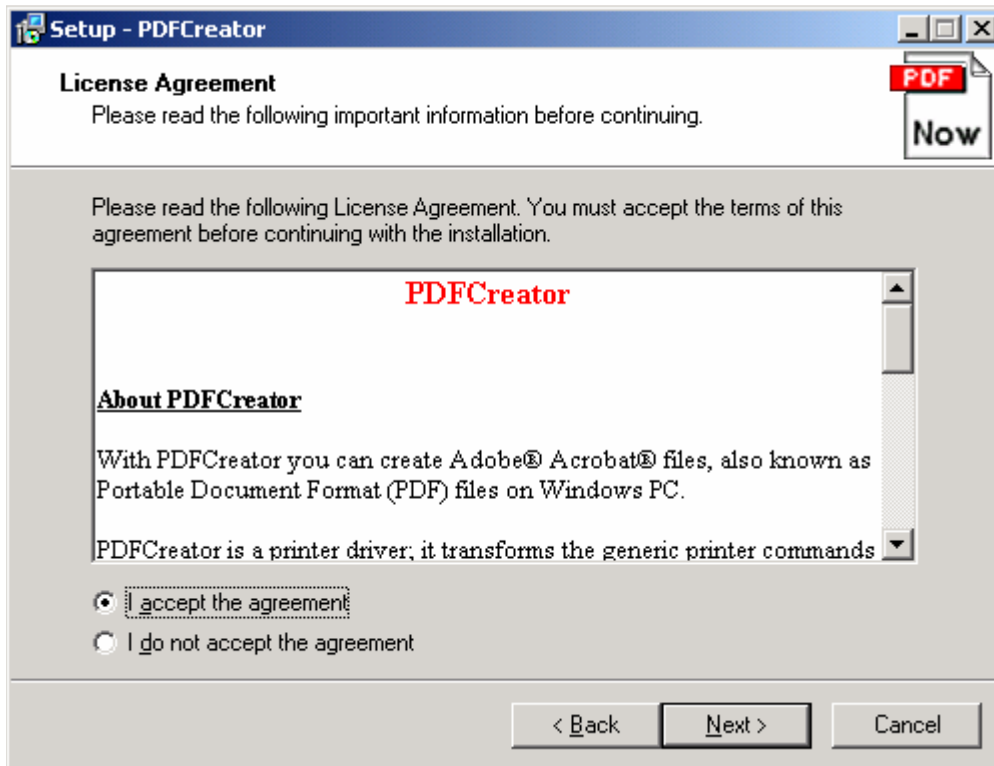 Setup - PDFCreator
License Agreement
Please read the following important information before continuing.
PDF
Now
Please read the following License Agreement. You must accept the terms of this
agreement before continuing with the installation.
PDFCreator
About PDFCreator
With PDFCreator you can create Adobe® Acrobat® files, also known as
Portable Document Format (PDF) files on Windows PC.
PDFCreator is a printer driver; it transforms the generic printer commands
I accept the agreement
I do not accept the agreement
< Back
Next >
Cancel